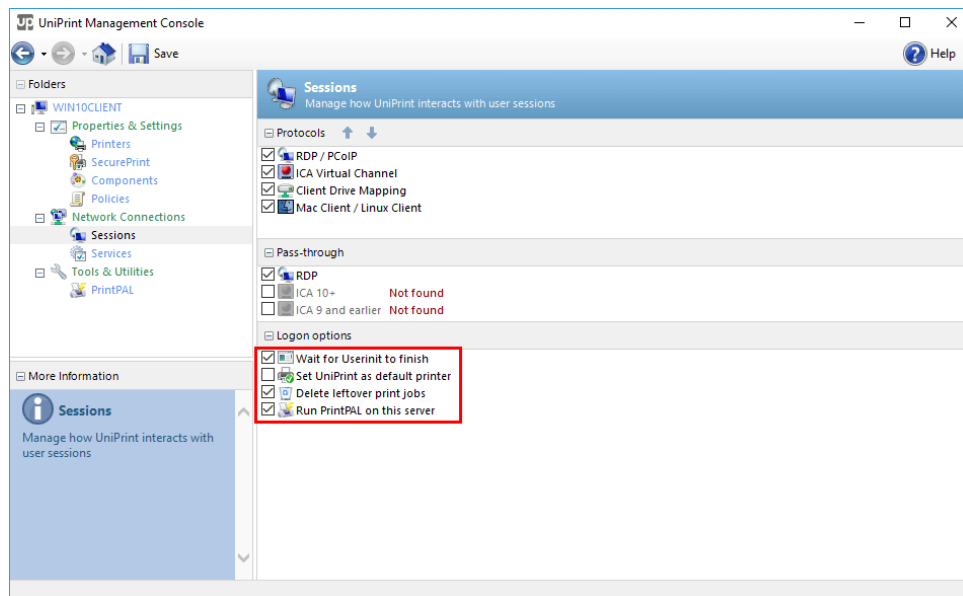 UniPrint Management Console
Save
Help
Folders
WIN10CLIENT
Properties & Settings
Printers
SecurePrint
Components
Policies
Network Connections
Sessions
Services
Tools & Utilities
PrintPAL
More Information
Sessions
Manage how UniPrint interacts with
user sessions
Sessions
Manage how UniPrint interacts with user sessions
Protocols
RDP / PCoIP
ICA Virtual Channel
Client Drive Mapping
Mac Client / Linux Client
Pass-through
RDP
ICA 10+ Not found
ICA 9 and earlier Not found
Logon options
Wait for Userinit to finish
Set UniPrint as default printer
Delete leftover print jobs
Run PrintPAL on this server